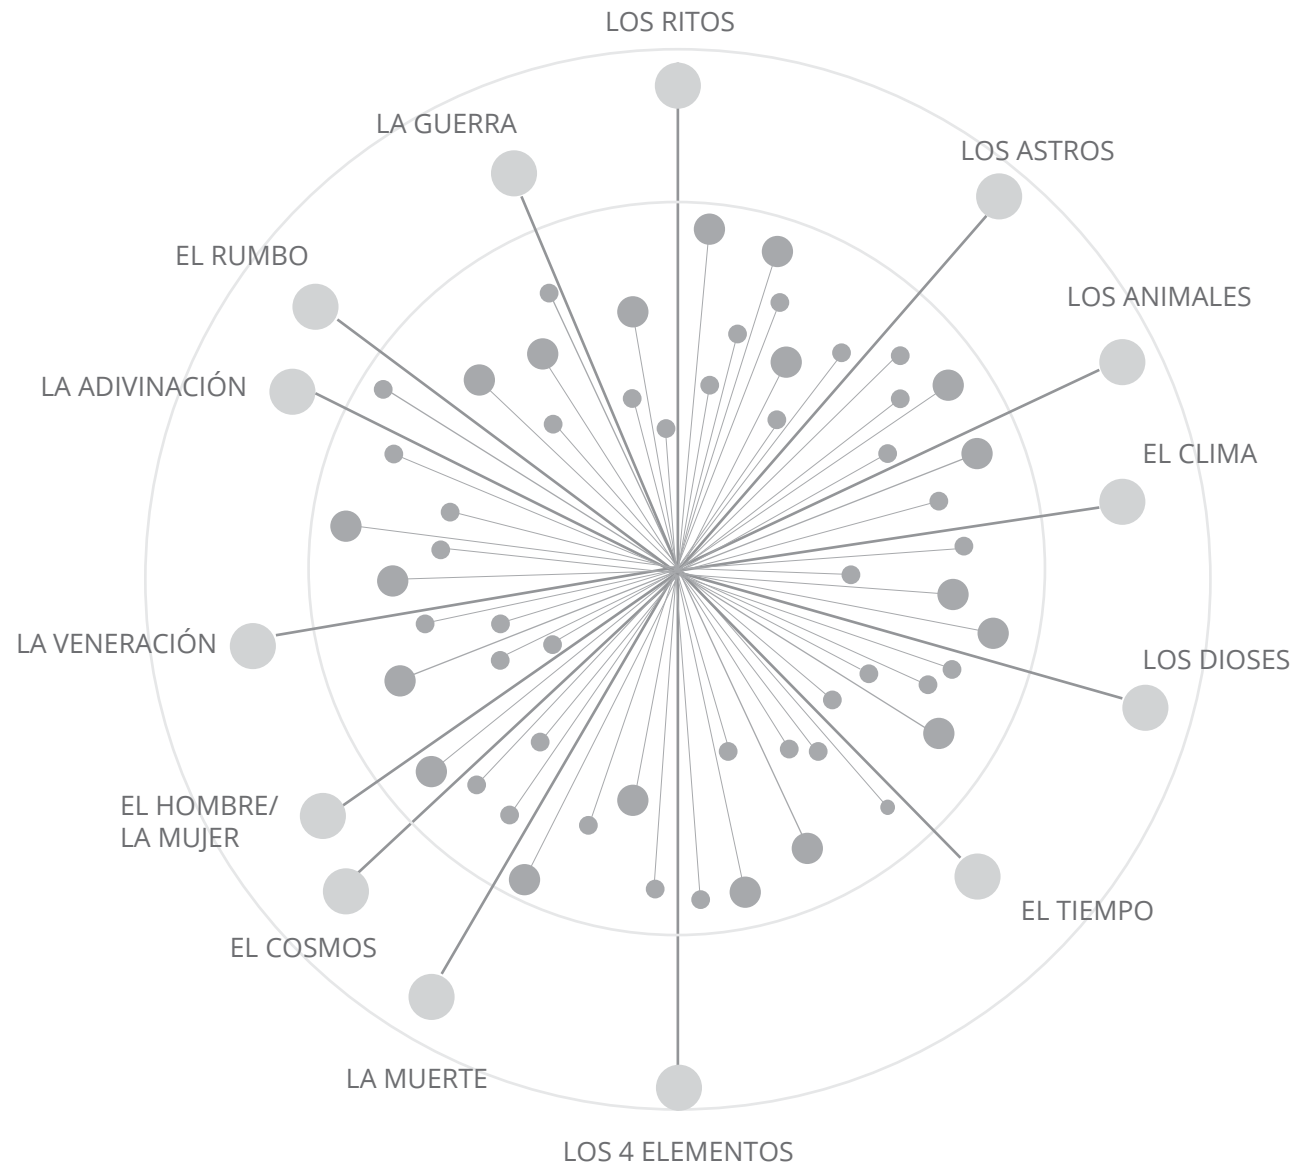 LOS RITOS
LA GUERRA
LOS ASTROS
EL RUMBO
LOS ANIMALES
LA ADIVINACIÓN
EL CLIMA
LA VENERACIÓN
LOS DIOSES
EL HOMBRE/
LA MUJER
EL TIEMPO
EL COSMOS
LA MUERTE
LOS 4 ELEMENTOS